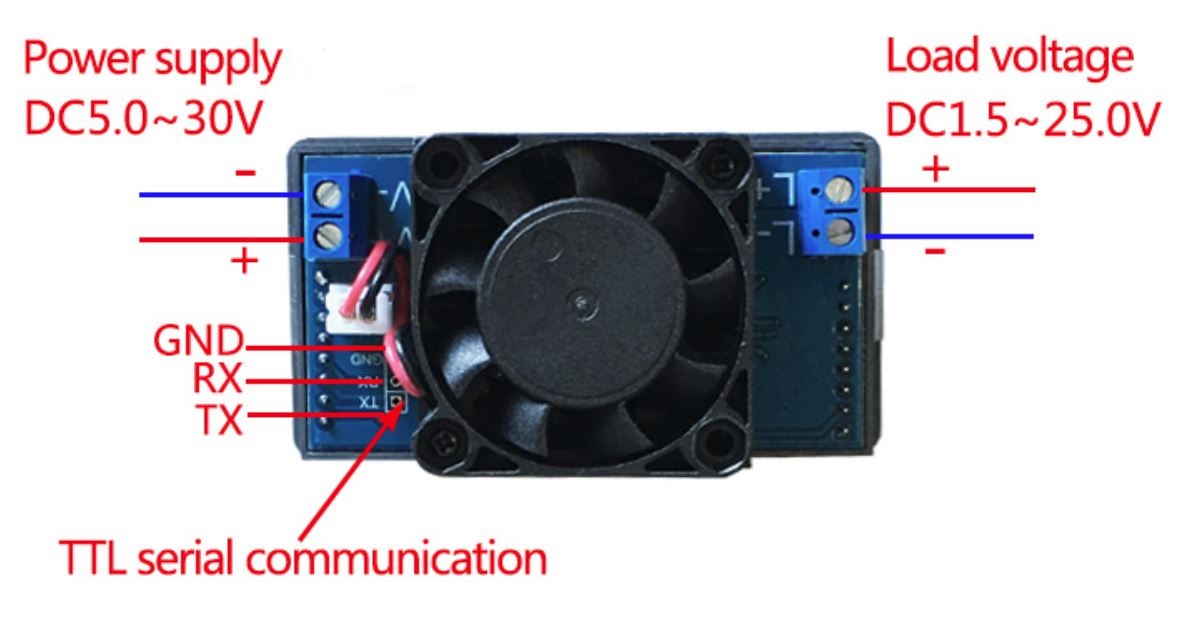 Power supply
DC5.0~30V
-
+
Load voltage
DC1.5~25.0V
+
-
V-
L+
L-
GND
RX
TX
GND
RX
TX
TTL serial communication